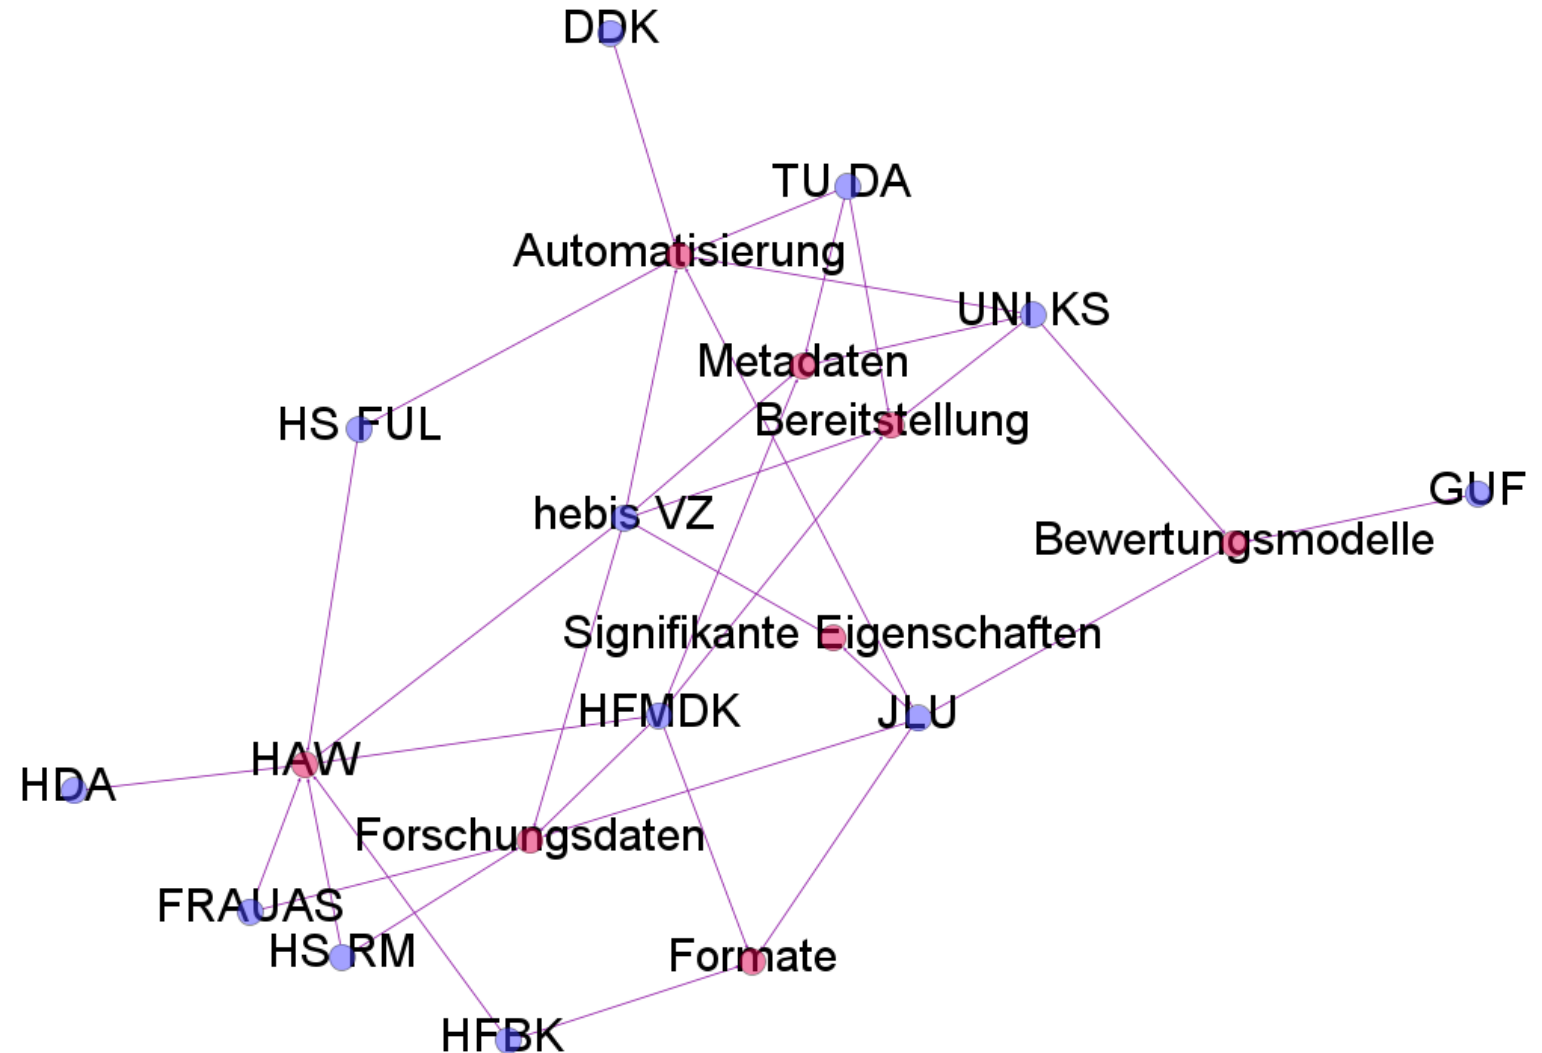 DDK
TU DA
Automatisierung
UNI KS
Metadaten
Bereitstellung
HS FUL
GUF
hebis VZ
Bewertungsmodelle
Signifikante Eigenschaften
HFMDK
JLU
HAW
HDA
Forschungsdaten
FRAUAS
HS RM
Formate
HFBK